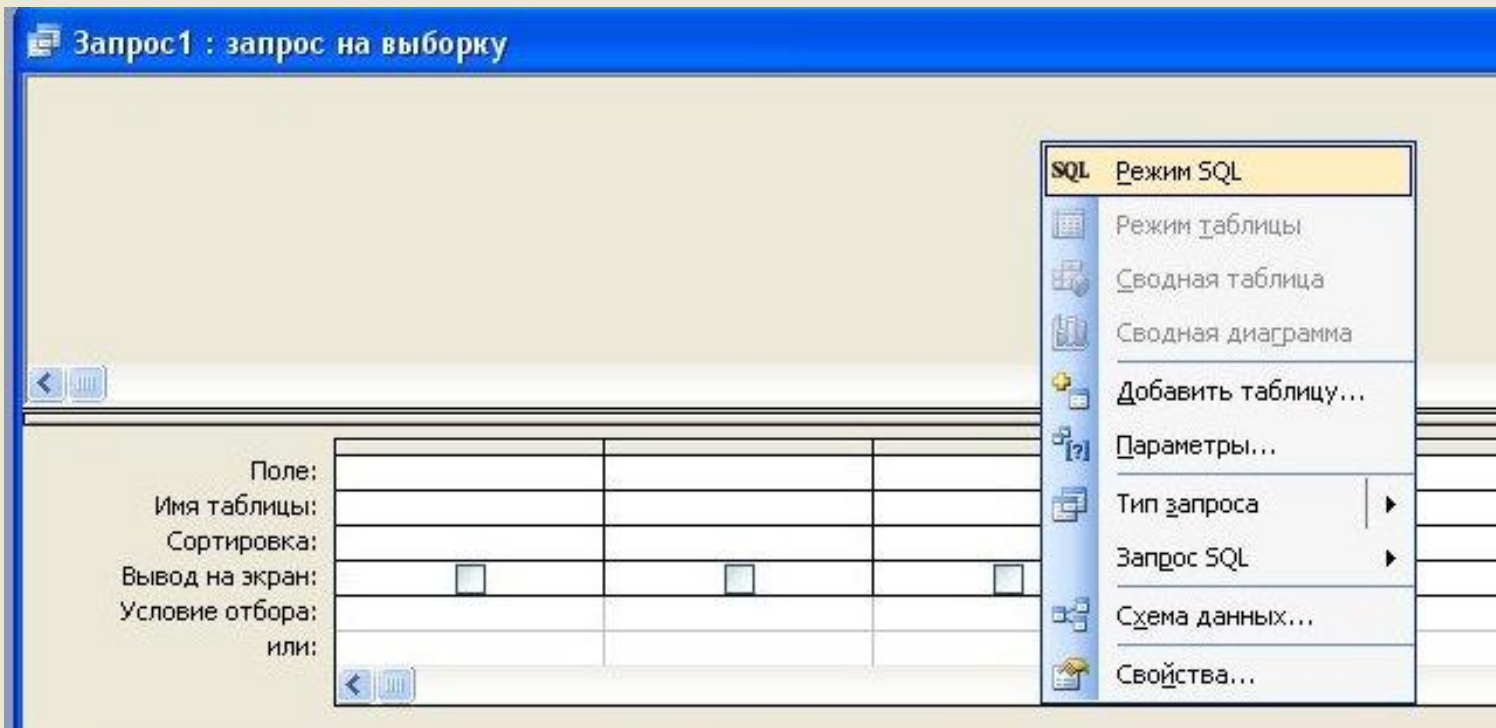 Запрос1 : запрос на выборку
SQL Режим SQL
Режим таблицы
Сводная таблица
Сводная диаграмма
Добавить таблицу...
[?] Параметры...
Тип запроса
Запрос SQL
Схема данных...
Свойства...
Поле:
Имя таблицы:
Сортировка:
Вывод на экран:
Условие отбора:
или: